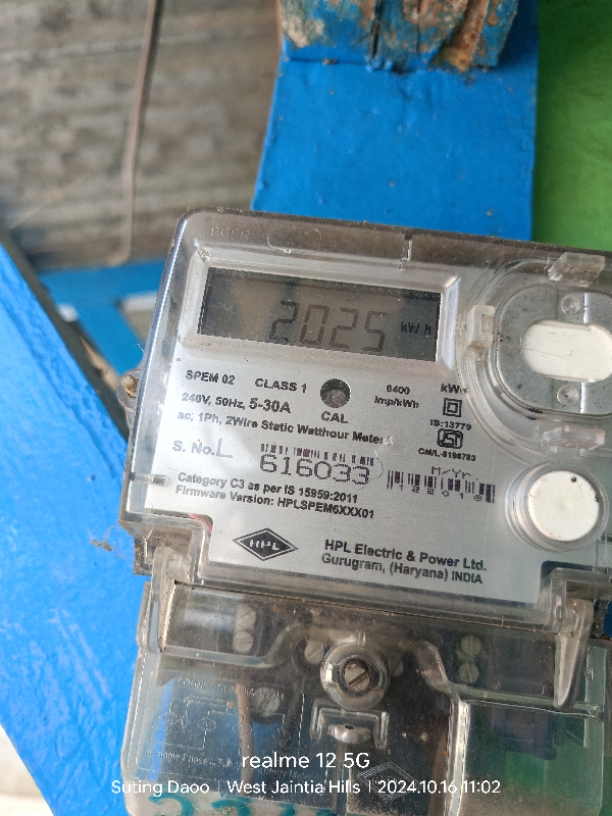 2025 kW h
SPEM 02 CLASS 1 6400 imp/kWh kWh
240V, 50Hz, 5-30A CAL IS:13779
ac, 1Ph, 2Wire Static Watthour Meter
CM/L-8196783
S. No. L 616033 M/Yr
Category C3 as per IS 15959:2011
Firmware Version: HPLSPEM6XXX01
HPL HPL Electric & Power Ltd.
Gurugram, (Haryana) INDIA
realme 12 5G
Suting Daoo | West Jaintia Hills | 2024.10.16 11:02